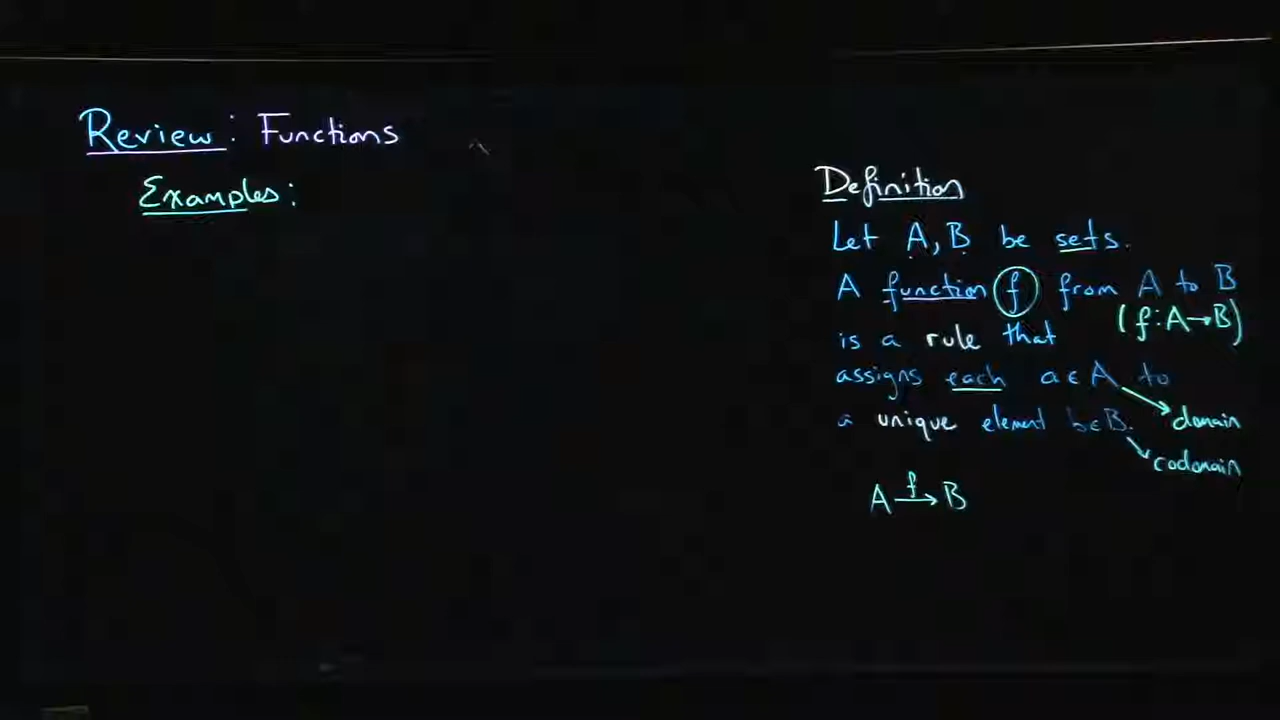 Review: Functions
Examples:
Definition
Let A, B be sets.
A function f from A to B
(f:A→B)
is a rule that
assigns each a∈A to
domain
a unique element b∈B.
codomain
A f→ B